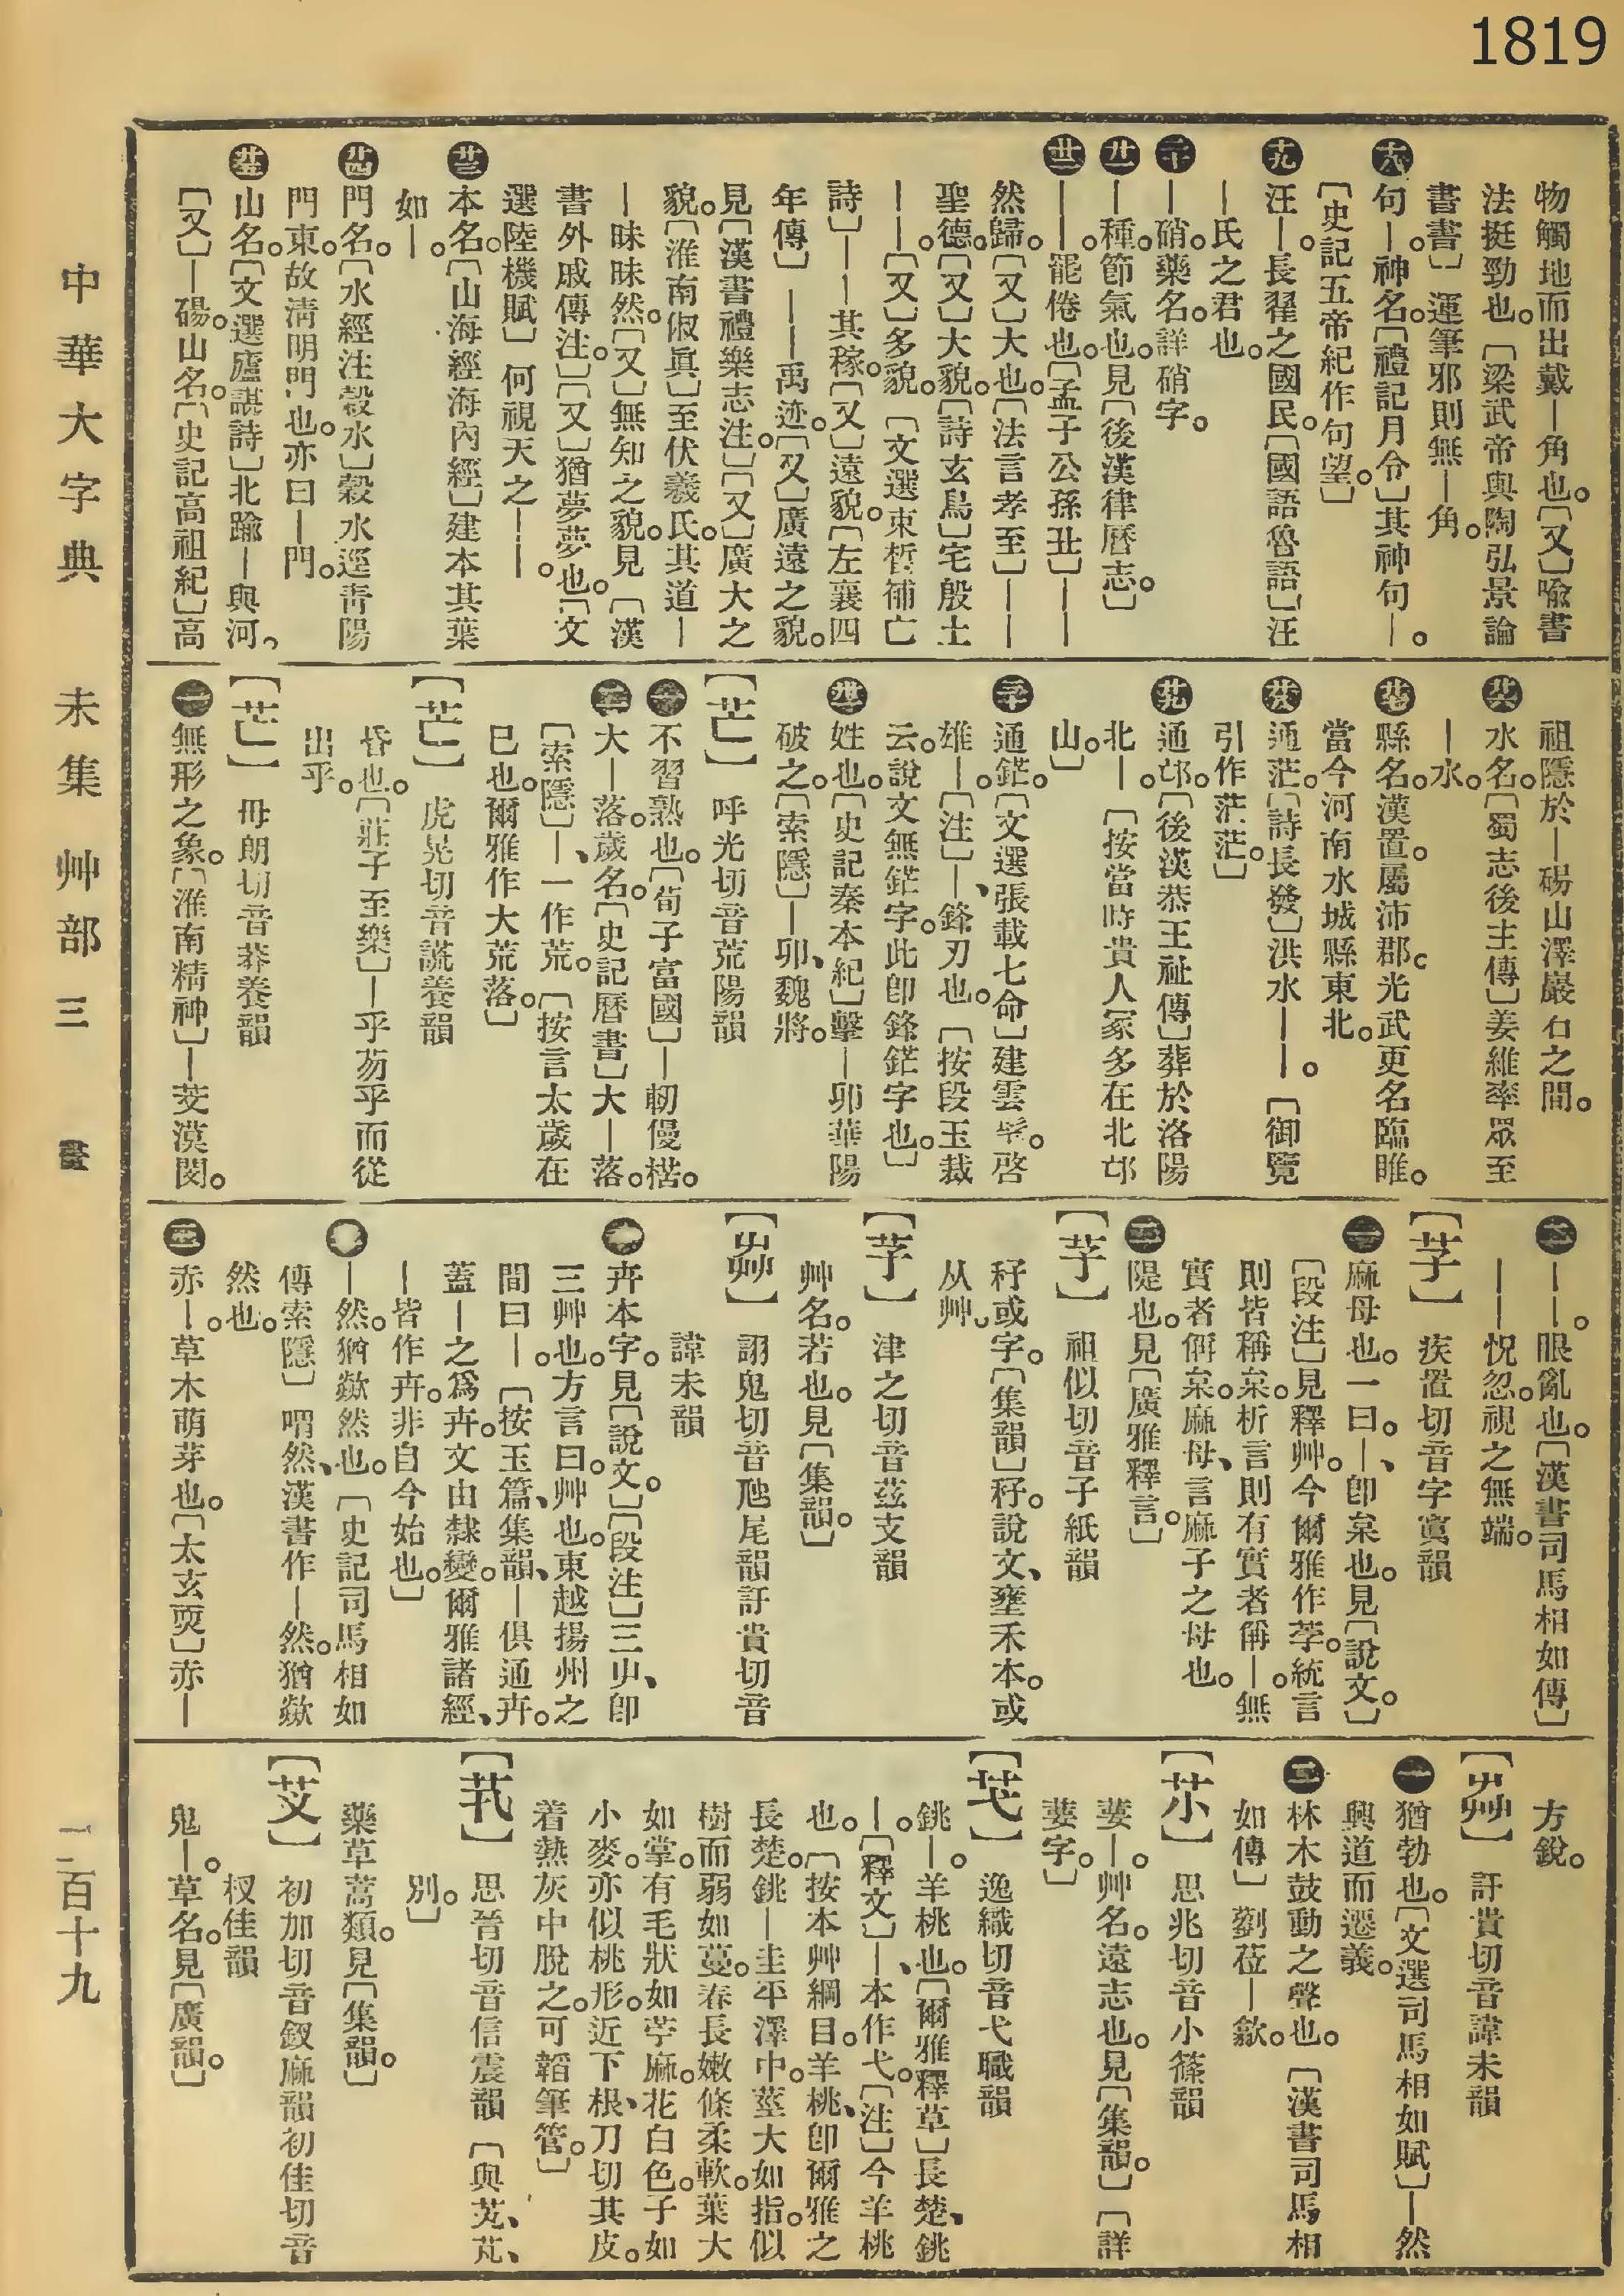 1819
物觸地而出戴—角也。〔又〕喩書
法挺勁也。〔梁武帝與陶弘景論
書書〕運筆邪則無—角。
十八 句—。神名。〔禮記月令〕其神句—。
〔史記五帝紀作句望。〕
十九 汪—。長翟之國民。〔國語魯語〕汪
—氏之君也。
二十 —硝。藥名。詳硝字。
廿一 —種。節氣也。見〔後漢律曆志。〕
廿二 ——。罷倦也。〔孟子公孫丑〕——
然歸。〔又〕大也。〔法言孝至〕——
聖德。〔又〕大貌。〔詩玄鳥〕宅殷土
——。〔又〕多貌。〔文選束晳補亡
詩〕——其稼。〔又〕遠貌。〔左襄四
年傳〕——禹迹。〔又〕廣遠之貌。
見〔漢書禮樂志注。〕〔又〕廣大之
貌。〔淮南俶眞〕至伏羲氏。其道—
—昧昧然。〔又〕無知之貌。見〔漢
書外戚傳注。〕〔又〕猶夢夢也。〔文
選陸機賦〕何視天之——。
廿三 本名。〔山海經海內經〕建本其葉
如—。
廿四 門名。〔水經注榖水〕榖水逕靑陽
門東。故淸明門也。亦曰—門。
廿五 山名。〔文選盧諶詩〕北踰—與河。
〔又〕—碭。山名。〔史記高祖紀〕高
祖隱於—碭山澤巖石之間。
廿六 水名。〔蜀志後主傳〕姜維率眾至
—水。
廿七 縣名。漢置。屬沛郡。光武更名臨睢。
當今河南水城縣東北。
廿八 通茫。〔詩長發〕洪水——。〔御覽
引作茫茫。〕
廿九 通邙。〔後漢恭王祉傳〕葬於洛陽
北—。〔按當時貴人冢多在北邙
山。〕
三十 通鋩。〔文選張載七命〕建雲髦。啓
雄—。〔注〕—、鋒刃也。〔按段玉裁
云。說文無鋩字。此卽鋒鋩字也。〕
卅一 姓也。〔史記秦本紀〕擊—卯華陽
破之。〔索隱〕—卯、魏將。
〔芒〕呼光切音荒陽韻
一 不習熟也。〔荀子富國〕—軔僈楛。
二 大—落。歲名。〔史記曆書〕大—落。
〔索隱〕—、一作荒。〔按言太歲在
巳也。爾雅作大荒落。〕
〔芒〕虎晃切音謊養韻
昏也。〔莊子至樂〕—乎芴乎而從
出乎。
〔芒〕母朗切音莽養韻
一 無形之象。〔淮南精神〕—芠漠閔。
二 ——。眼亂也。〔漢書司馬相如傳〕
——怳忽。視之無端。
〔芓〕疾置切音字寘韻
一 麻母也。一曰—、卽枲也。見〔說文。〕
〔段注〕見釋艸。今爾雅作荸。統言
則皆稱枲。析言則有實者偁—。無
實者偁枲。麻母、言麻子之母也。
二 隄也。見〔廣雅釋言。〕
〔芓〕祖似切音子紙韻
秄或字。〔集韻〕秄。說文、壅禾本。或
从艸。
〔芓〕津之切音茲支韻
艸名。若也。見〔集韻。〕
〔芔〕詡鬼切音虺尾韻訏貴切音
諱未韻
一 卉本字。見〔說文。〕〔段注〕三屮、卽
三艸也。方言曰。艸也。東越揚州之
間曰—。〔按玉篇、集韻、—俱通卉。
蓋—之爲卉。文由隸變。爾雅諸經、
—皆作卉。非自今始也。〕
二 —然。猶歘然也。〔史記司馬相如
傳索隱〕喟然、漢書作—然。猶歘
然也。
三 亦—。草木萌芽也。〔太玄耎〕亦—
方銳。
〔芔〕訏貴切音諱未韻
一 猶勃也。〔文選司馬相如賦〕—然
興道而遷義。
二 林木鼓動之聲也。〔漢書司馬相
如傳〕藰莅—歙。
〔芕〕思兆切音小篠韻
葽—。艸名。遠志也。見〔集韻。〕〔詳
葽字。〕
〔芅〕逸織切音弋職韻
銚—。羊桃也。〔爾雅釋草〕長楚、銚
—。〔釋文〕—、本作弋。〔注〕今羊桃
也。〔按本艸綱目。羊桃、卽爾雅之
長楚。銚—。圭平澤中。莖大如指。似
樹而弱如蔓。春長嫩條柔軟。葉大
如掌。有毛狀如苧麻。花白色。子如
小麥。亦似桃形。近下根、刀切其皮。
着熱灰中脫之。可韜筆管。〕
〔芤〕思晉切音信震韻〔與芃、芤、
別。〕
藥草蒿類。見〔集韻。〕
〔芆〕初加切音釵麻韻初佳切音
杈佳韻
鬼—。草名。見〔廣韻。〕
中華大字典 未集 艸部 三畫 二百十九